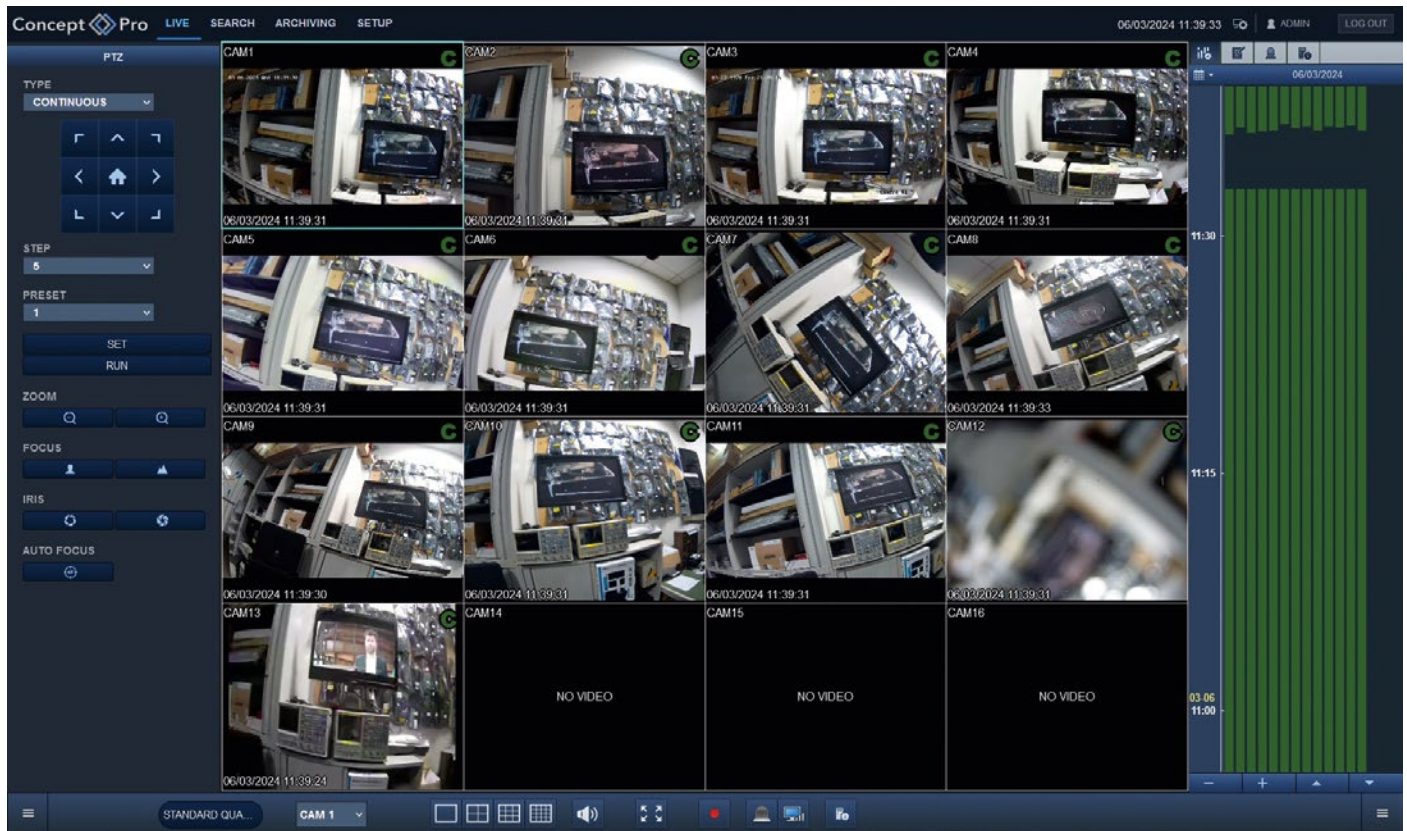 Concept Pro LIVE SEARCH ARCHIVING SETUP 06/03/2024 11:39:33 ADMIN LOG OUT
PTZ
TYPE
CONTINUOUS
STEP
5
PRESET
1
SET
RUN
ZOOM
FOCUS
IRIS
AUTO FOCUS
CAM1 CAM2 CAM3 CAM4
C C
06/03/2024 11:39:31 06/03/2024 11:39:31 06/03/2024 11:39:31 06/03/2024 11:39:31
CAM5 CAM6 CAM7 CAM8
06/03/2024 11:39:31 06/03/2024 11:39:31 06/03/2024 11:39:31 06/03/2024 11:39:33
CAM9 CAM10 CAM11 CAM12
06/03/2024 11:39:30 06/03/2024 11:39:31 06/03/2024 11:39:31 06/03/2024 11:39:31
CAM13 CAM14 CAM15 CAM16
NO VIDEO NO VIDEO NO VIDEO
06/03/2024 11:39:24
06/03/2024
11:30
11:15
03-06
11:00
STANDARD QUA... CAM 1